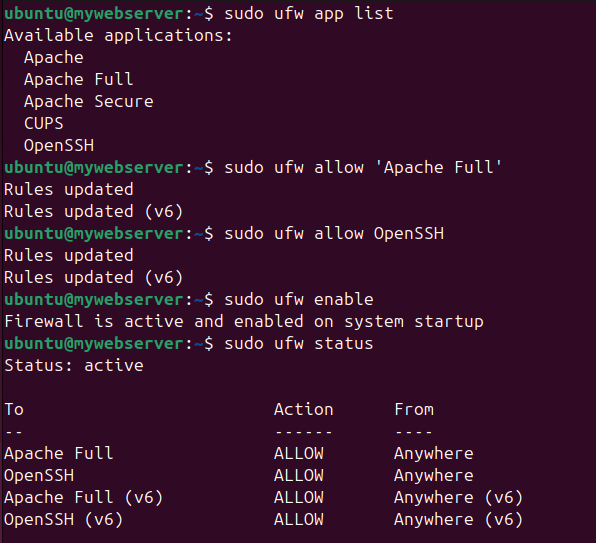 ubuntu@mywebserver:~$ sudo ufw app list
Available applications:
  Apache
  Apache Full
  Apache Secure
  CUPS
  OpenSSH
ubuntu@mywebserver:~$ sudo ufw allow 'Apache Full'
Rules updated
Rules updated (v6)
ubuntu@mywebserver:~$ sudo ufw allow OpenSSH
Rules updated
Rules updated (v6)
ubuntu@mywebserver:~$ sudo ufw enable
Firewall is active and enabled on system startup
ubuntu@mywebserver:~$ sudo ufw status
Status: active

To                         Action      From
--                         ------      ----
Apache Full                ALLOW       Anywhere
OpenSSH                    ALLOW       Anywhere
Apache Full (v6)           ALLOW       Anywhere (v6)
OpenSSH (v6)               ALLOW       Anywhere (v6)